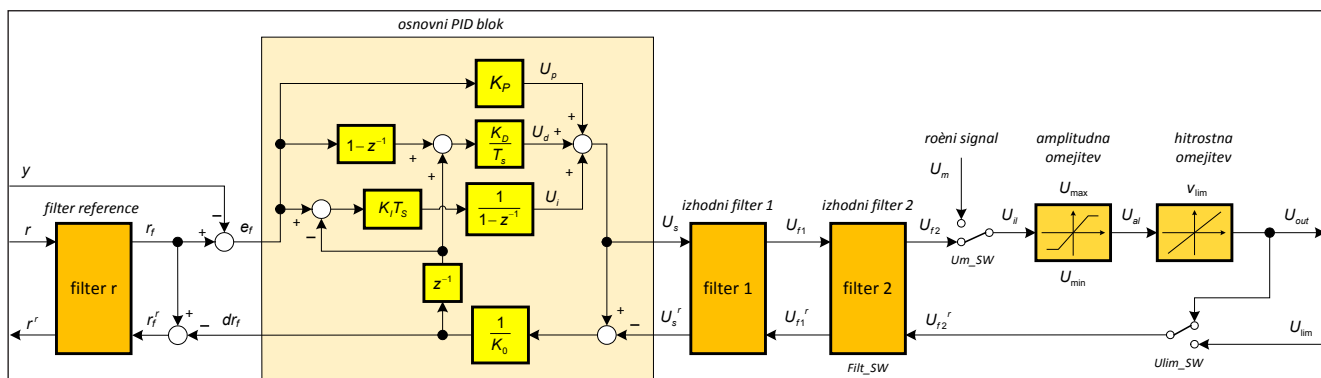 osnovni PID blok
K_P
U_p
+
1 – z⁻¹
+
+
K_D
T_s
U_d
+
+
K_iT_s
+
–
1
1 – z⁻¹
U_i
z⁻¹
1
K_0
+
–
y
filter reference
r
r_f
+
–
e_f
filter r
r^r
r_f^r
+
–
dr_f
izhodni filter 1
U_s
filter 1
U_s^r
izhodni filter 2
U_f1
filter 2
U_f1^r
Filt_SW
roèni signal
U_m
U_f2
Um_SW
U_il
U_f2^r
amplitudna
omejitev
U_max
U_min
U_al
hitrostna
omejitev
v_lim
U_out
U_lim
Ulim_SW